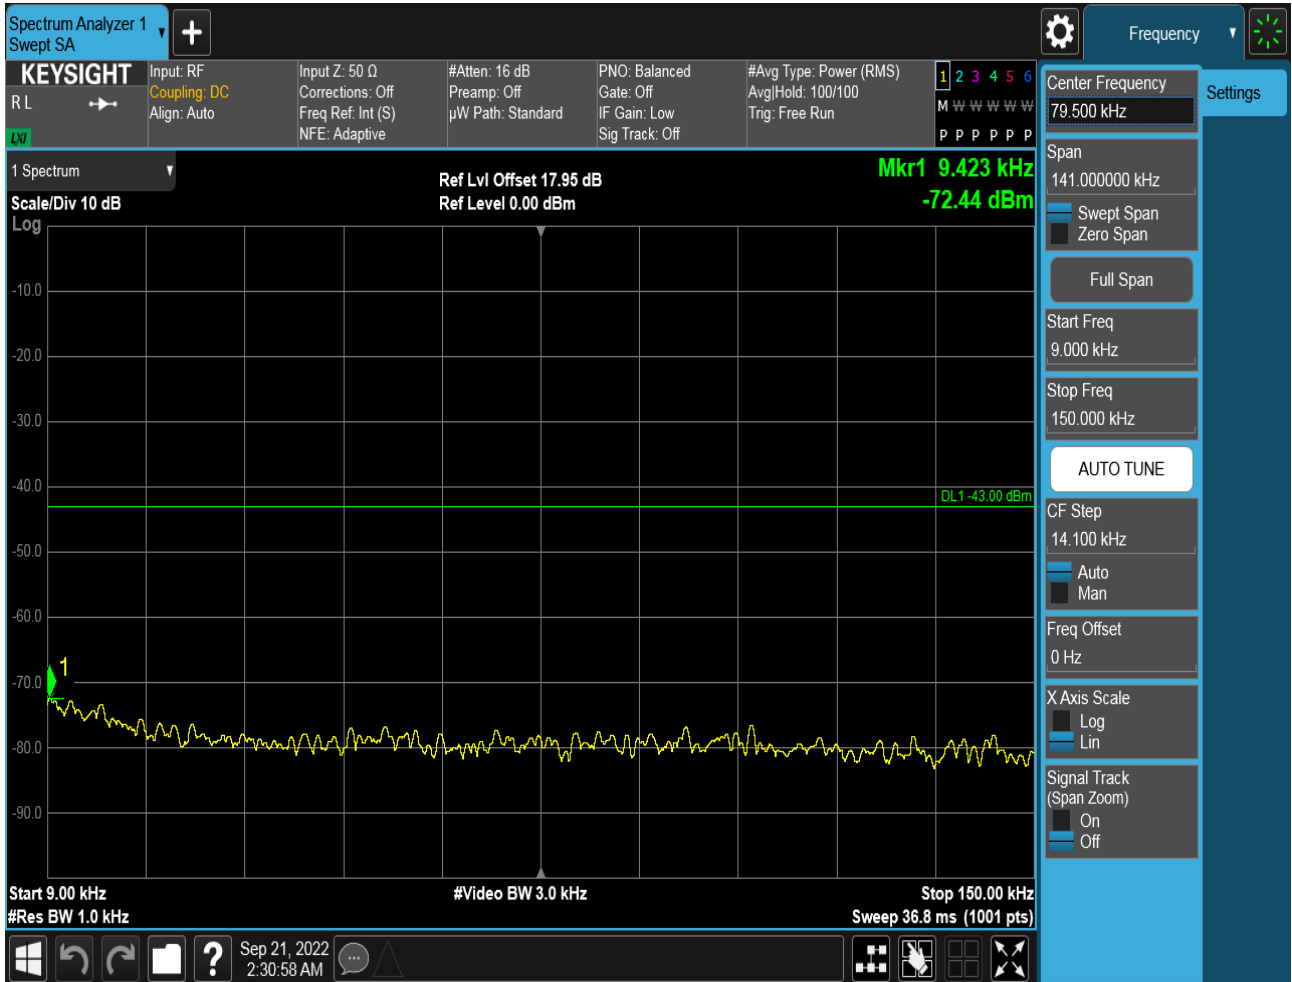 Spectrum Analyzer 1
Swept SA
Frequency
KEYSIGHT
R L
LXI
Input: RF
Coupling: DC
Align: Auto
Input Z: 50 Ω
Corrections: Off
Freq Ref: Int (S)
NFE: Adaptive
#Atten: 16 dB
Preamp: Off
µW Path: Standard
PNO: Balanced
Gate: Off
IF Gain: Low
Sig Track: Off
#Avg Type: Power (RMS)
Avg|Hold: 100/100
Trig: Free Run
1 2 3 4 5 6
M W W W W W
P P P P P P
1 Spectrum
Scale/Div 10 dB
Log
Ref Lvl Offset 17.95 dB
Ref Level 0.00 dBm
Mkr1 9.423 kHz
-72.44 dBm
-10.0
-20.0
-30.0
-40.0
DL1 -43.00 dBm
-50.0
-60.0
1
-70.0
-80.0
-90.0
Start 9.00 kHz
#Res BW 1.0 kHz
#Video BW 3.0 kHz
Stop 150.00 kHz
Sweep 36.8 ms (1001 pts)
Sep 21, 2022
2:30:58 AM
Center Frequency
79.500 kHz
Settings
Span
141.000000 kHz
Swept Span
Zero Span
Full Span
Start Freq
9.000 kHz
Stop Freq
150.000 kHz
AUTO TUNE
CF Step
14.100 kHz
Auto
Man
Freq Offset
0 Hz
X Axis Scale
Log
Lin
Signal Track
(Span Zoom)
On
Off